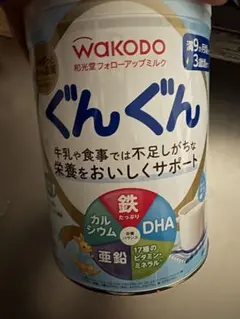 WAKODO
和光堂フォローアップミルク
満9ヵ月頃
3歳頃
ぐんぐん
牛乳や食事では不足しがちな
栄養をおいしくサポート
鉄
たっぷり
カル
シウム
DHA
亜鉛
17種の
ビタミン・
ミネラル